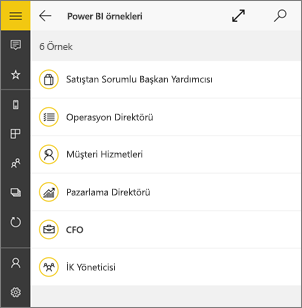 Power BI örnekleri
6 Örnek
Satıştan Sorumlu Başkan Yardımcısı
Operasyon Direktörü
Müşteri Hizmetleri
Pazarlama Direktörü
CFO
İK Yöneticisi